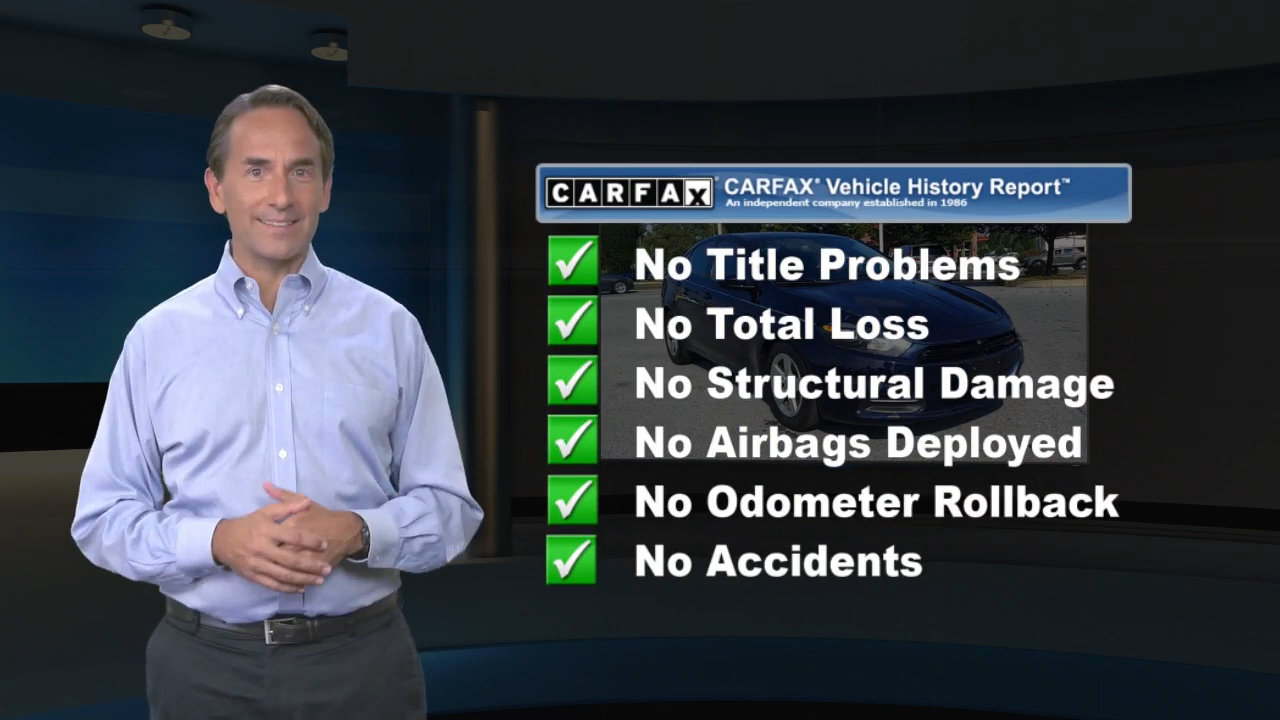 CARFAX® CARFAX® Vehicle History Report™
An independent company established in 1986
No Title Problems
No Total Loss
No Structural Damage
No Airbags Deployed
No Odometer Rollback
No Accidents